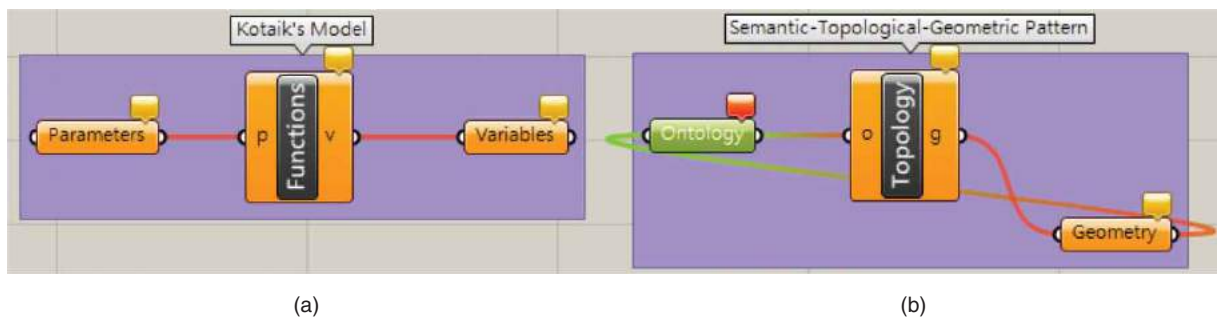 Kotaik's Model
Parameters
p
Functions
v
Variables
(a)
Semantic-Topological-Geometric Pattern
Ontology
o
Topology
g
Geometry
(b)